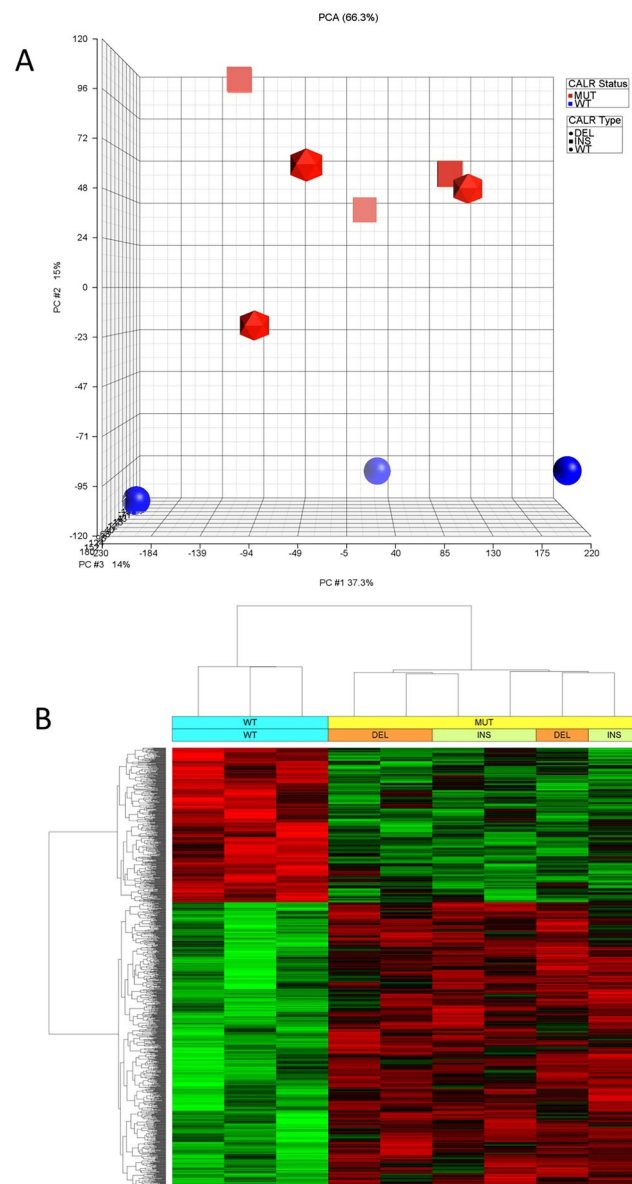 PCA (66.3%)
A
CALR Status
MUT
WT
CALR Type
DEL
INS
WT
120
96
72
48
24
0
-23
-47
-71
-95
-120
PC #2 15%
-230 -184 -139 -94 -49 -5 40 85 130 175 220
PC #3 14%
PC #1 37.3%
B
WT MUT
WT DEL INS DEL INS